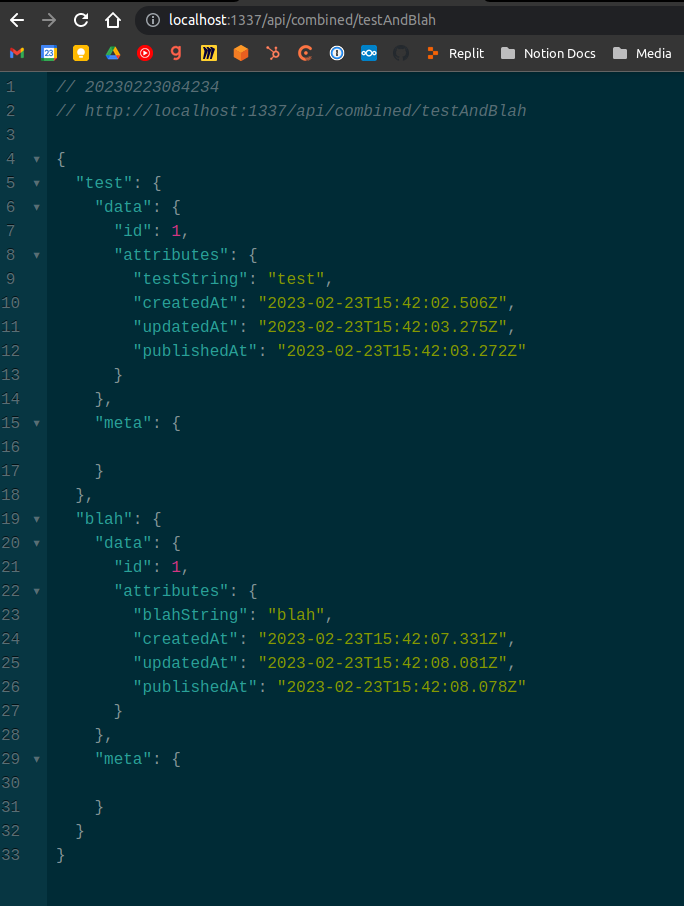 localhost:1337/api/combined/testAndBlah
23 g Replit Notion Docs Media
1 // 20230223084234
2 // http://localhost:1337/api/combined/testAndBlah
3
4 {
5 "test": {
6 "data": {
7 "id": 1,
8 "attributes": {
9 "testString": "test",
10 "createdAt": "2023-02-23T15:42:02.506Z",
11 "updatedAt": "2023-02-23T15:42:03.275Z",
12 "publishedAt": "2023-02-23T15:42:03.272Z"
13 }
14 },
15 "meta": {
16
17 }
18 },
19 "blah": {
20 "data": {
21 "id": 1,
22 "attributes": {
23 "blahString": "blah",
24 "createdAt": "2023-02-23T15:42:07.331Z",
25 "updatedAt": "2023-02-23T15:42:08.081Z",
26 "publishedAt": "2023-02-23T15:42:08.078Z"
27 }
28 },
29 "meta": {
30
31 }
32 }
33 }